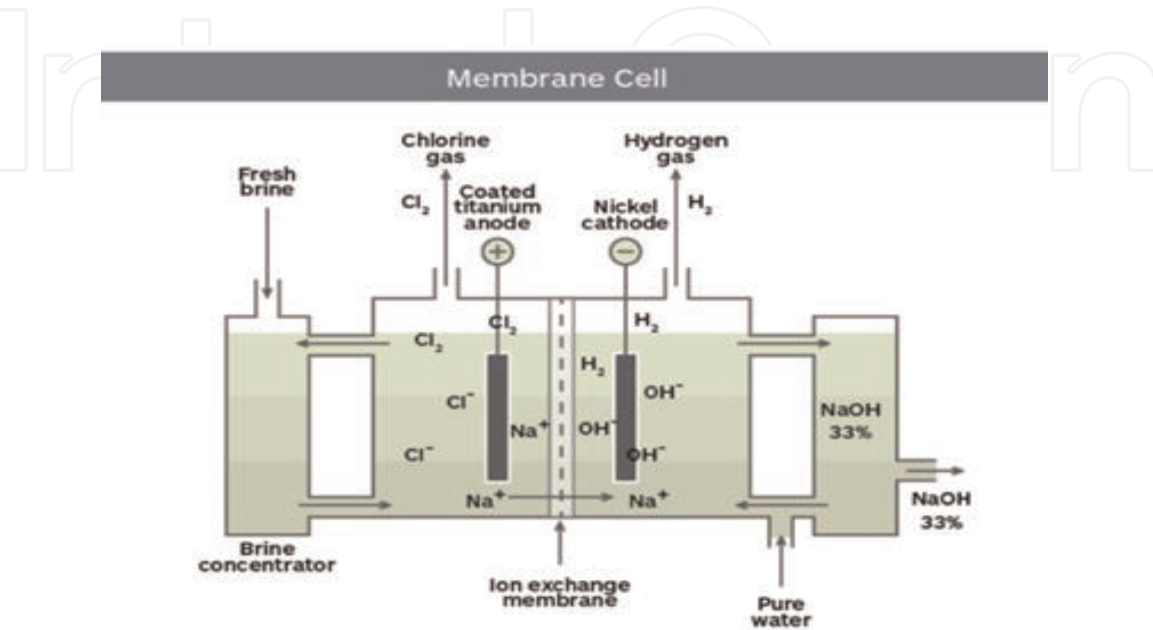 Membrane Cell
Chlorine
gas
Hydrogen
gas
Fresh
brine
Cl₂
Coated
titanium
anode
Nickel
cathode
H₂
+
−
Cl₂
H₂
Cl₂
H₂
Cl⁻
OH⁻
Na⁺
OH⁻
NaOH
33%
Cl⁻
OH⁻
Na⁺
Na⁺
NaOH
33%
Brine
concentrator
Ion exchange
membrane
Pure
water